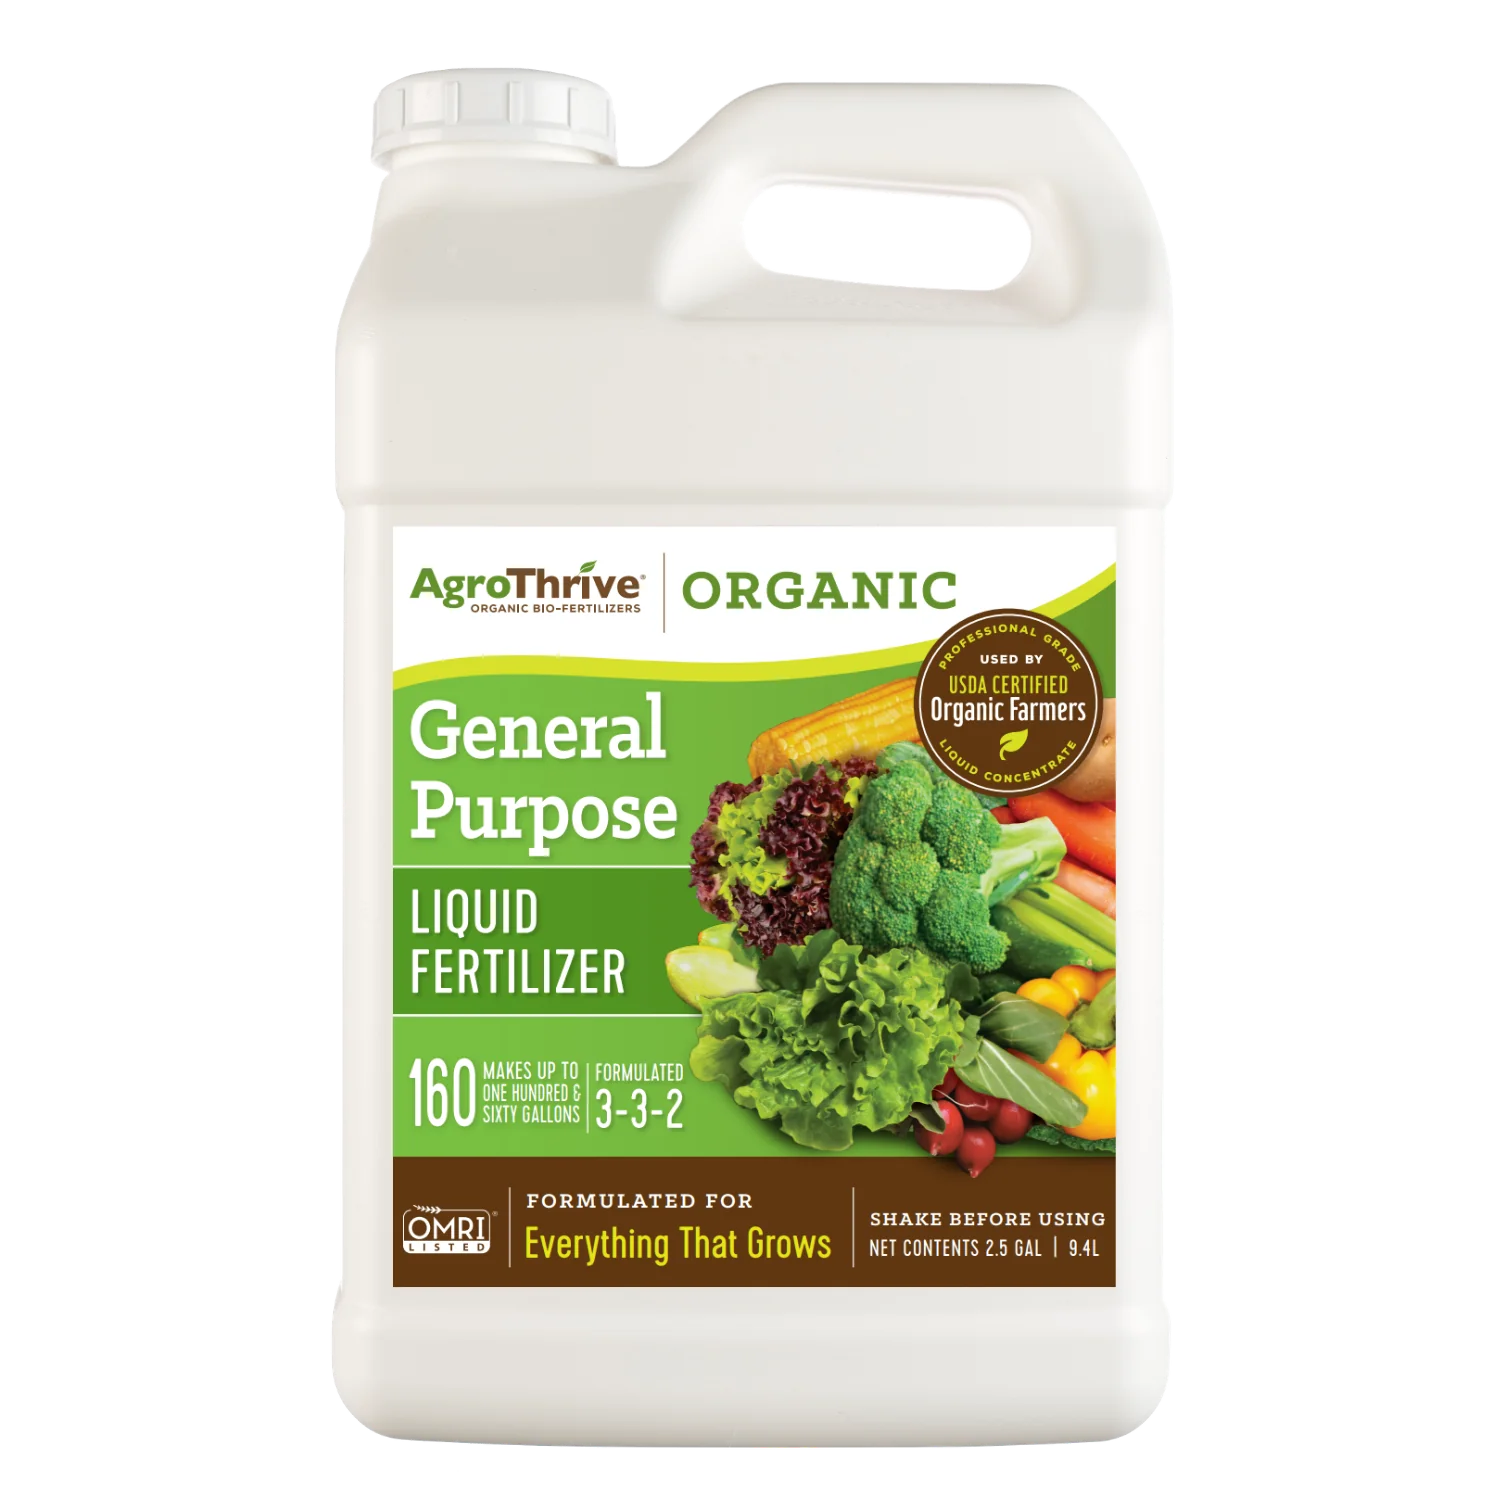 AgroThrive®
ORGANIC BIO-FERTILIZERS
ORGANIC
PROFESSIONAL GRADE
USED BY
USDA CERTIFIED
Organic Farmers
LIQUID CONCENTRATE
General
Purpose
LIQUID
FERTILIZER
160
MAKES UP TO
ONE HUNDRED &
SIXTY GALLONS
FORMULATED
3-3-2
OMRI®
LISTED
FORMULATED FOR
Everything That Grows
SHAKE BEFORE USING
NET CONTENTS 2.5 GAL | 9.4L